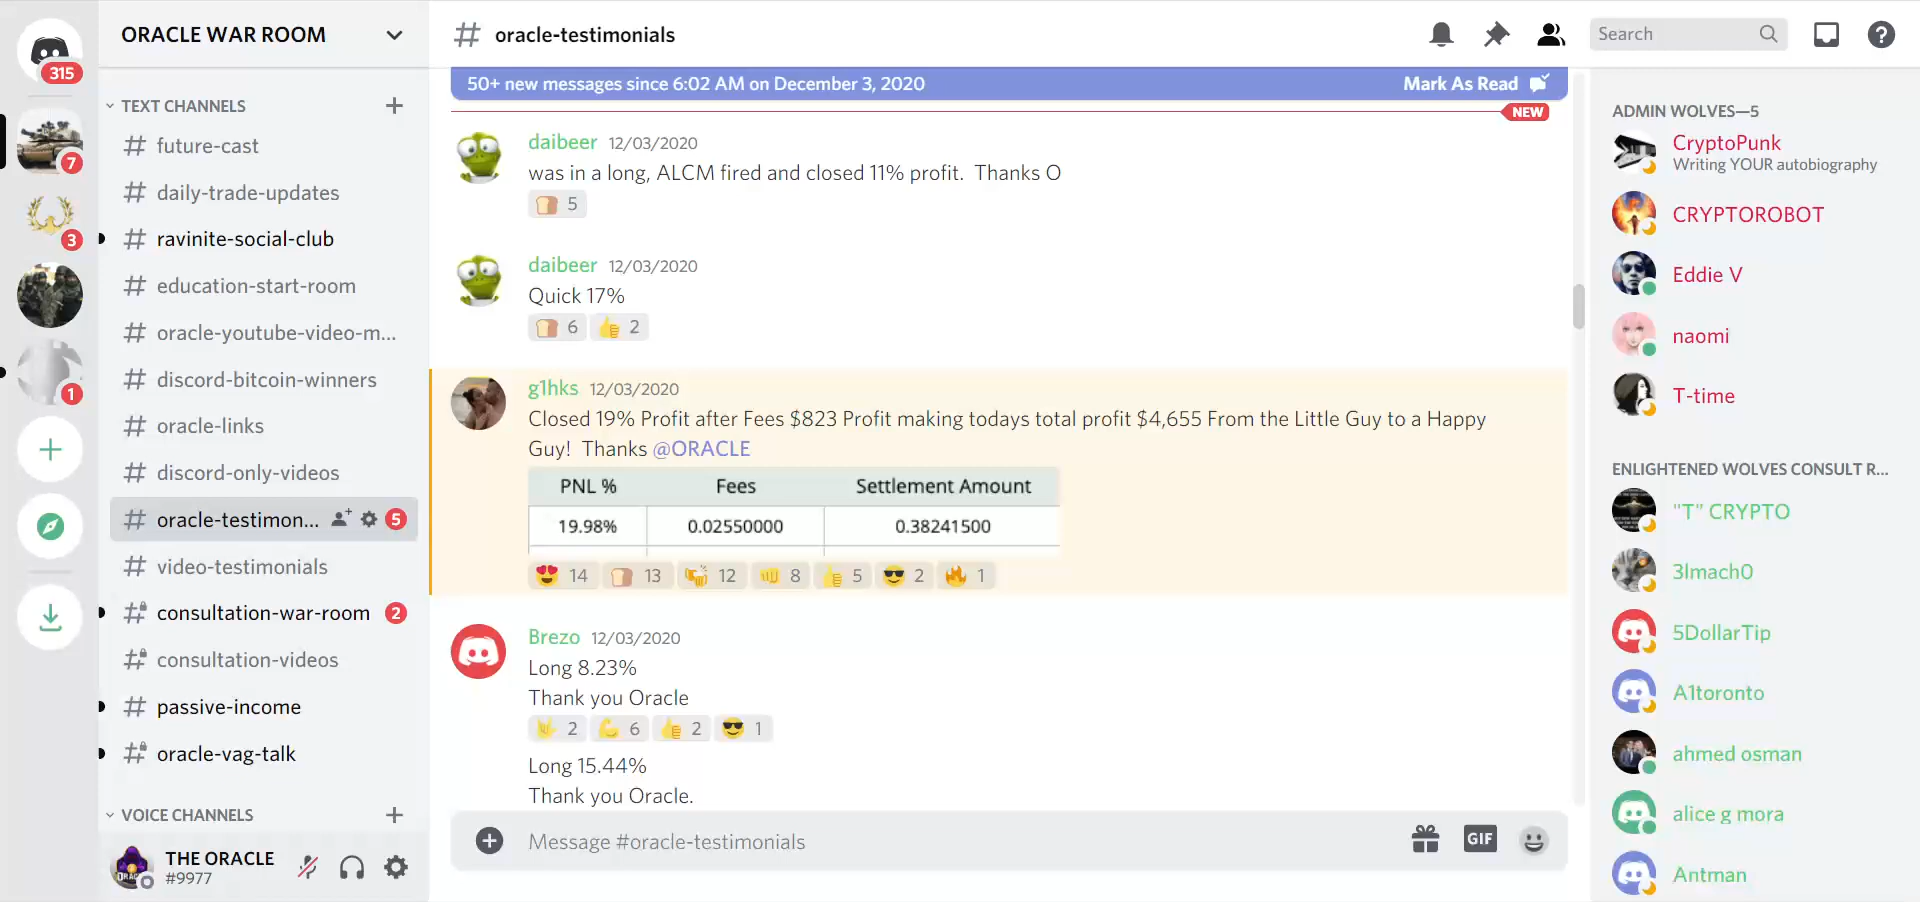 315
7
3
1
ORACLE WAR ROOM
TEXT CHANNELS
future-cast
daily-trade-updates
ravinite-social-club
education-start-room
oracle-youtube-video-m...
discord-bitcoin-winners
oracle-links
discord-only-videos
oracle-testimon... 5
video-testimonials
consultation-war-room 2
consultation-videos
passive-income
oracle-vag-talk
VOICE CHANNELS
THE ORACLE
#9977
oracle-testimonials
Search
50+ new messages since 6:02 AM on December 3, 2020 Mark As Read
NEW
daibeer 12/03/2020
was in a long, ALCM fired and closed 11% profit. Thanks O
5
daibeer 12/03/2020
Quick 17%
6 2
g1hks 12/03/2020
Closed 19% Profit after Fees $823 Profit making todays total profit $4,655 From the Little Guy to a Happy
Guy! Thanks @ORACLE
PNL % Fees Settlement Amount
19.98% 0.02550000 0.38241500
14 13 12 8 5 2 1
Brezo 12/03/2020
Long 8.23%
Thank you Oracle
2 6 2 1
Long 15.44%
Thank you Oracle.
Message #oracle-testimonials
GIF
ADMIN WOLVES—5
CryptoPunk
Writing YOUR autobiography
CRYPTOROBOT
Eddie V
naomi
T-time
ENLIGHTENED WOLVES CONSULT R...
"T" CRYPTO
3lmach0
5DollarTip
A1toronto
ahmed osman
alice g mora
Antman